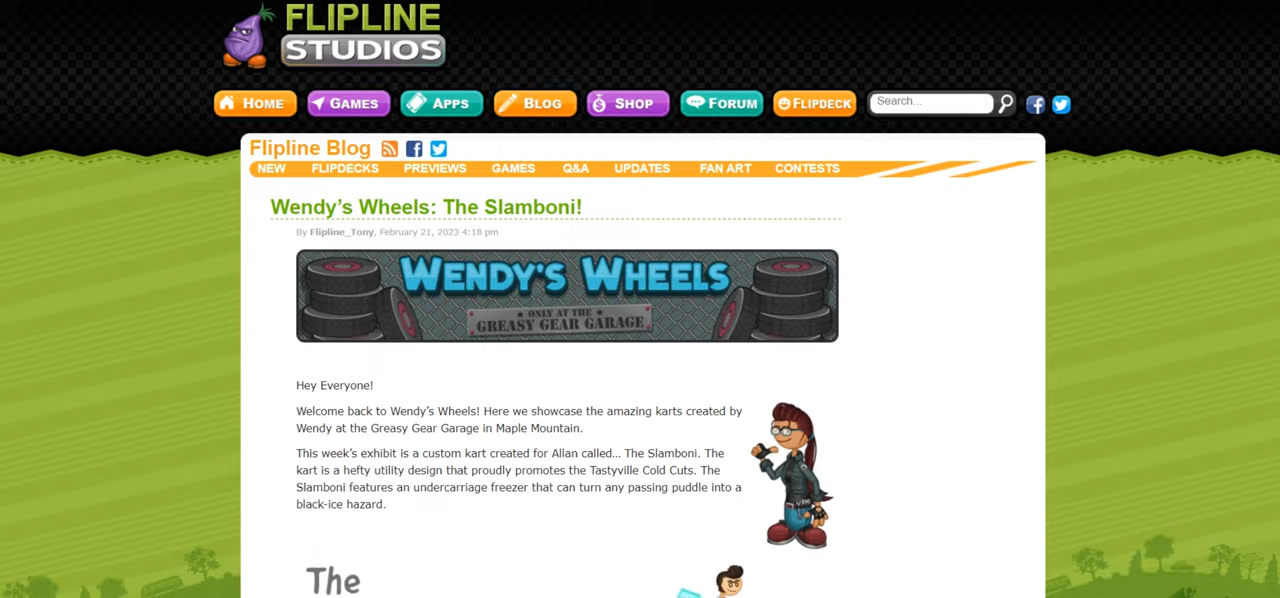 FLIPLINE
STUDIOS
HOME GAMES APPS BLOG SHOP FORUM FLIPDECK Search...
Flipline Blog
NEW FLIPDECKS PREVIEWS GAMES Q&A UPDATES FAN ART CONTESTS
Wendy's Wheels: The Slamboni!
By Flipline_Tony, February 21, 2023 4:18 pm
WENDY'S WHEELS
ONLY AT THE
GREASY GEAR GARAGE
Hey Everyone!
Welcome back to Wendy's Wheels! Here we showcase the amazing karts created by
Wendy at the Greasy Gear Garage in Maple Mountain.
This week's exhibit is a custom kart created for Allan called... The Slamboni. The
kart is a hefty utility design that proudly promotes the Tastyville Cold Cuts. The
Slamboni features an undercarriage freezer that can turn any passing puddle into a
black-ice hazard.
The